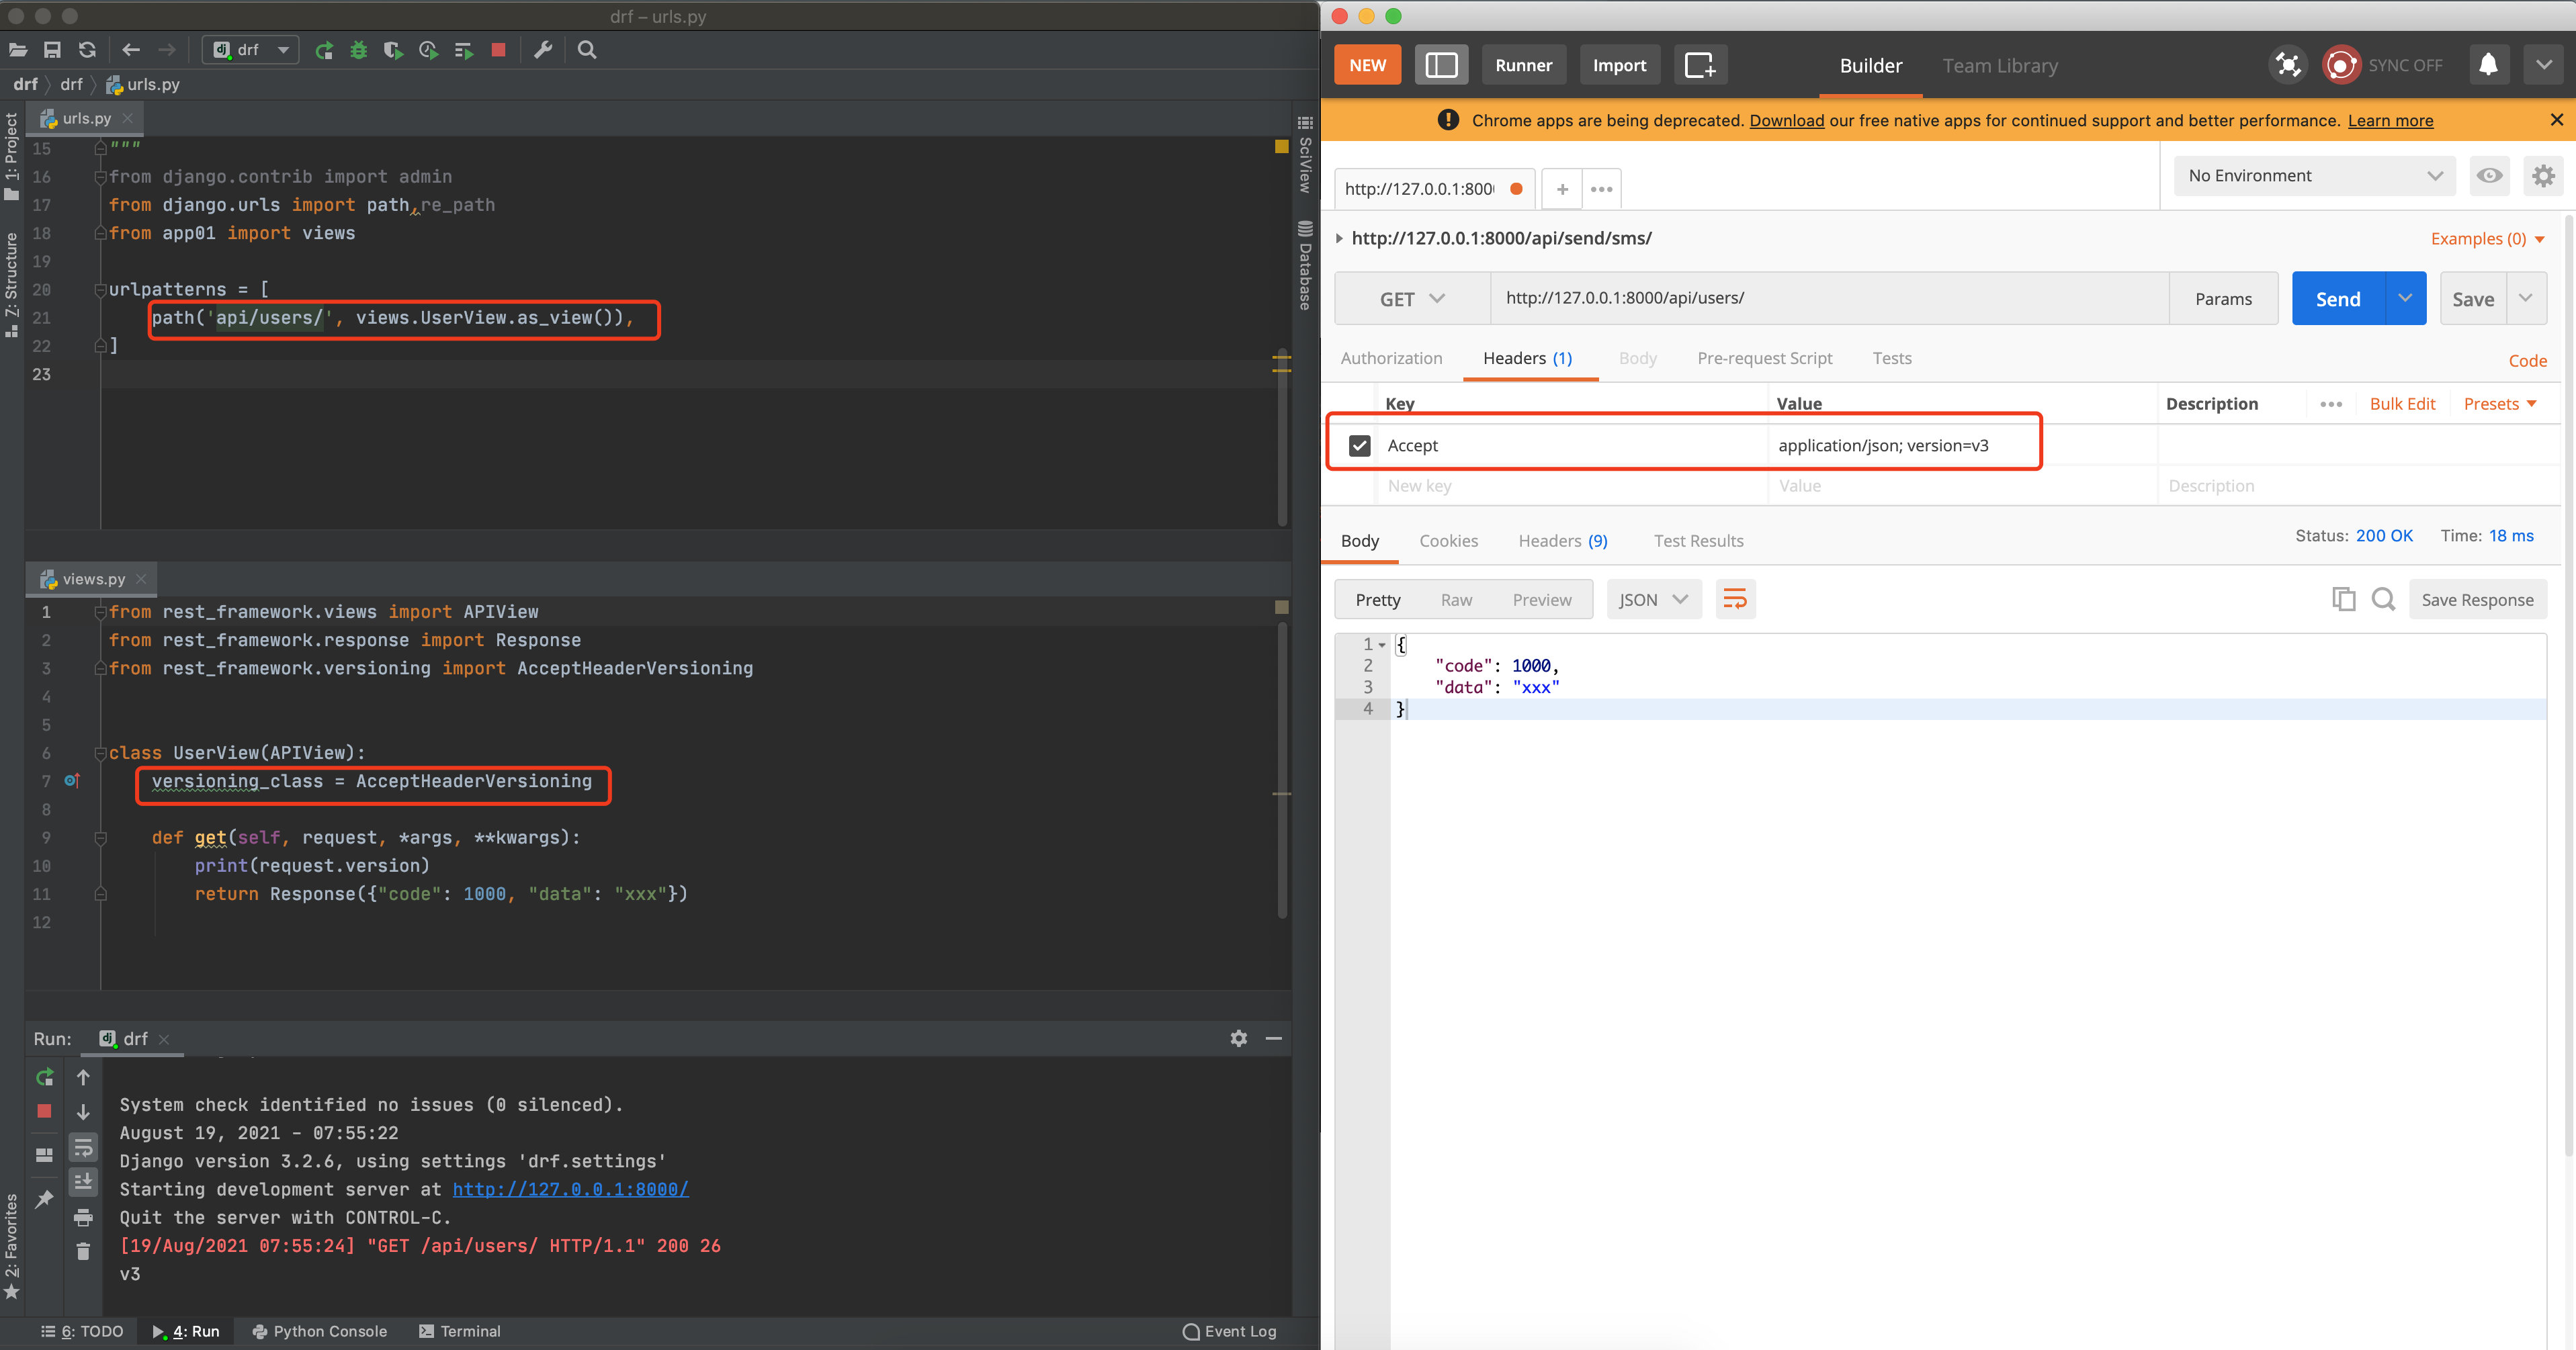 drf – urls.py
drf
drf drf urls.py
urls.py
1: Project
7: Structure
2: Favorites
15 """
16 from django.contrib import admin
17 from django.urls import path,re_path
18 from app01 import views
19
20 urlpatterns = [
21 path('api/users/', views.UserView.as_view()),
22 ]
23
SciView
Database
views.py
1 from rest_framework.views import APIView
2 from rest_framework.response import Response
3 from rest_framework.versioning import AcceptHeaderVersioning
4
5
6 class UserView(APIView):
7 versioning_class = AcceptHeaderVersioning
8
9 def get(self, request, *args, **kwargs):
10 print(request.version)
11 return Response({"code": 1000, "data": "xxx"})
12
Run: drf
System check identified no issues (0 silenced).
August 19, 2021 - 07:55:22
Django version 3.2.6, using settings 'drf.settings'
Starting development server at http://127.0.0.1:8000/
Quit the server with CONTROL-C.
[19/Aug/2021 07:55:24] "GET /api/users/ HTTP/1.1" 200 26
v3
6: TODO 4: Run Python Console Terminal Event Log
NEW Runner Import Builder Team Library SYNC OFF
Chrome apps are being deprecated. Download our free native apps for continued support and better performance. Learn more
http://127.0.0.1:800 No Environment
http://127.0.0.1:8000/api/send/sms/ Examples (0)
GET http://127.0.0.1:8000/api/users/ Params Send Save
Authorization Headers (1) Body Pre-request Script Tests Code
Key Value Description Bulk Edit Presets
Accept application/json; version=v3
New key Value Description
Body Cookies Headers (9) Test Results Status: 200 OK Time: 18 ms
Pretty Raw Preview JSON Save Response
1 {
2 "code": 1000,
3 "data": "xxx"
4 }